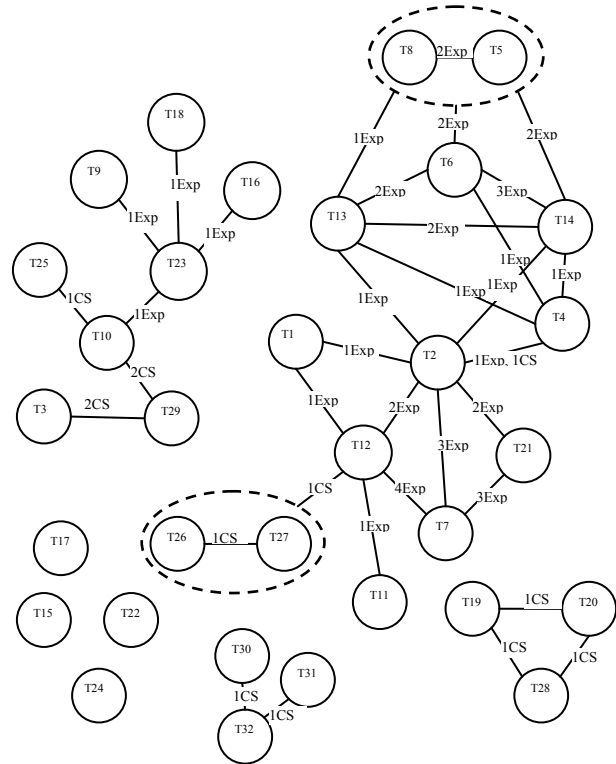 T8
2Exp
T5
1Exp
2Exp
2Exp
T18
T9
1Exp
T16
1Exp
1Exp
T6
2Exp
3Exp
T13
2Exp
T14
T25
T23
1CS
1Exp
T10
1Exp
1Exp
1Exp
1Exp
1Exp
T4
T1
1Exp
T2
1Exp, 1CS
2CS
T3
2CS
T29
1Exp
2Exp
2Exp
T12
3Exp
T21
1CS
4Exp
3Exp
T7
T17
T26
1CS
T27
1Exp
T15
T22
T11
T19
1CS
T20
1CS
1CS
T24
T30
T31
T28
1CS
1CS
T32